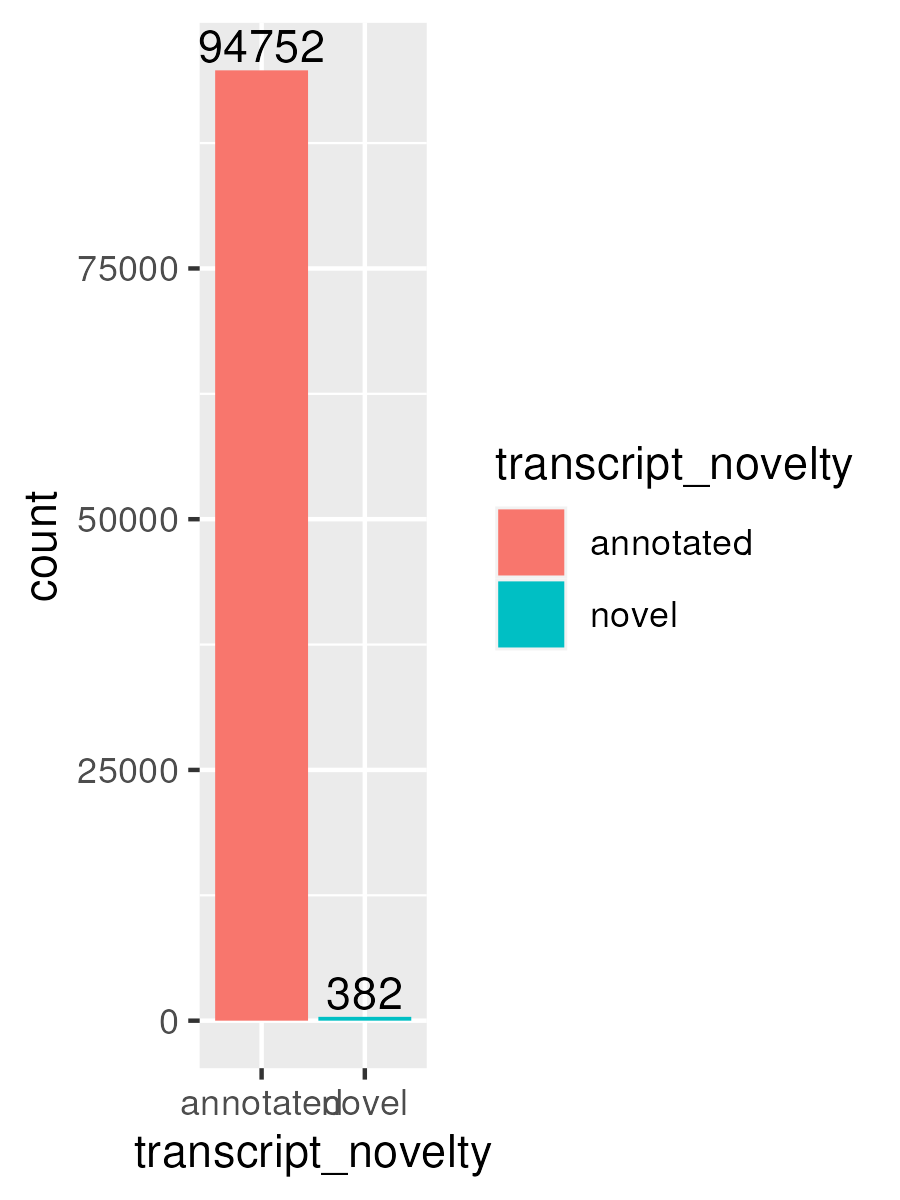 94752
75000
50000
25000
0
382
count
annotated
novel
transcript_novelty
transcript_novelty
annotated
novel